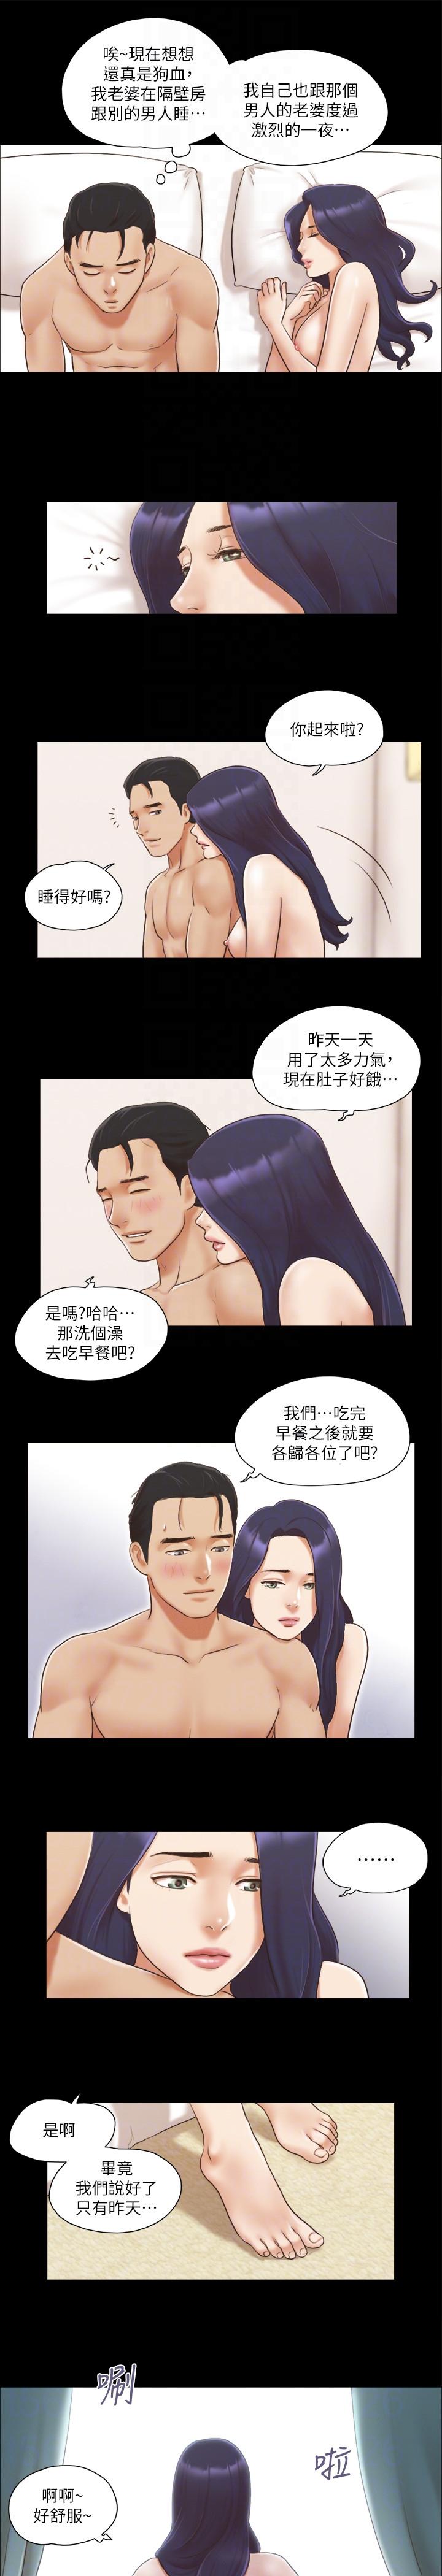 唉~現在想想
還真是狗血，
我老婆在隔壁房
跟別的男人睡…
我自己也跟那個
男人的老婆度過
激烈的一夜…
你起來啦?
睡得好嗎?
昨天一天
用了太多力氣，
現在肚子好餓…
是嗎?哈哈…
那洗個澡
去吃早餐吧?
我們…吃完
早餐之後就要
各歸各位了吧?
……
是啊
畢竟
我們說好了
只有昨天…
唰
啦
啊啊~
好舒服~